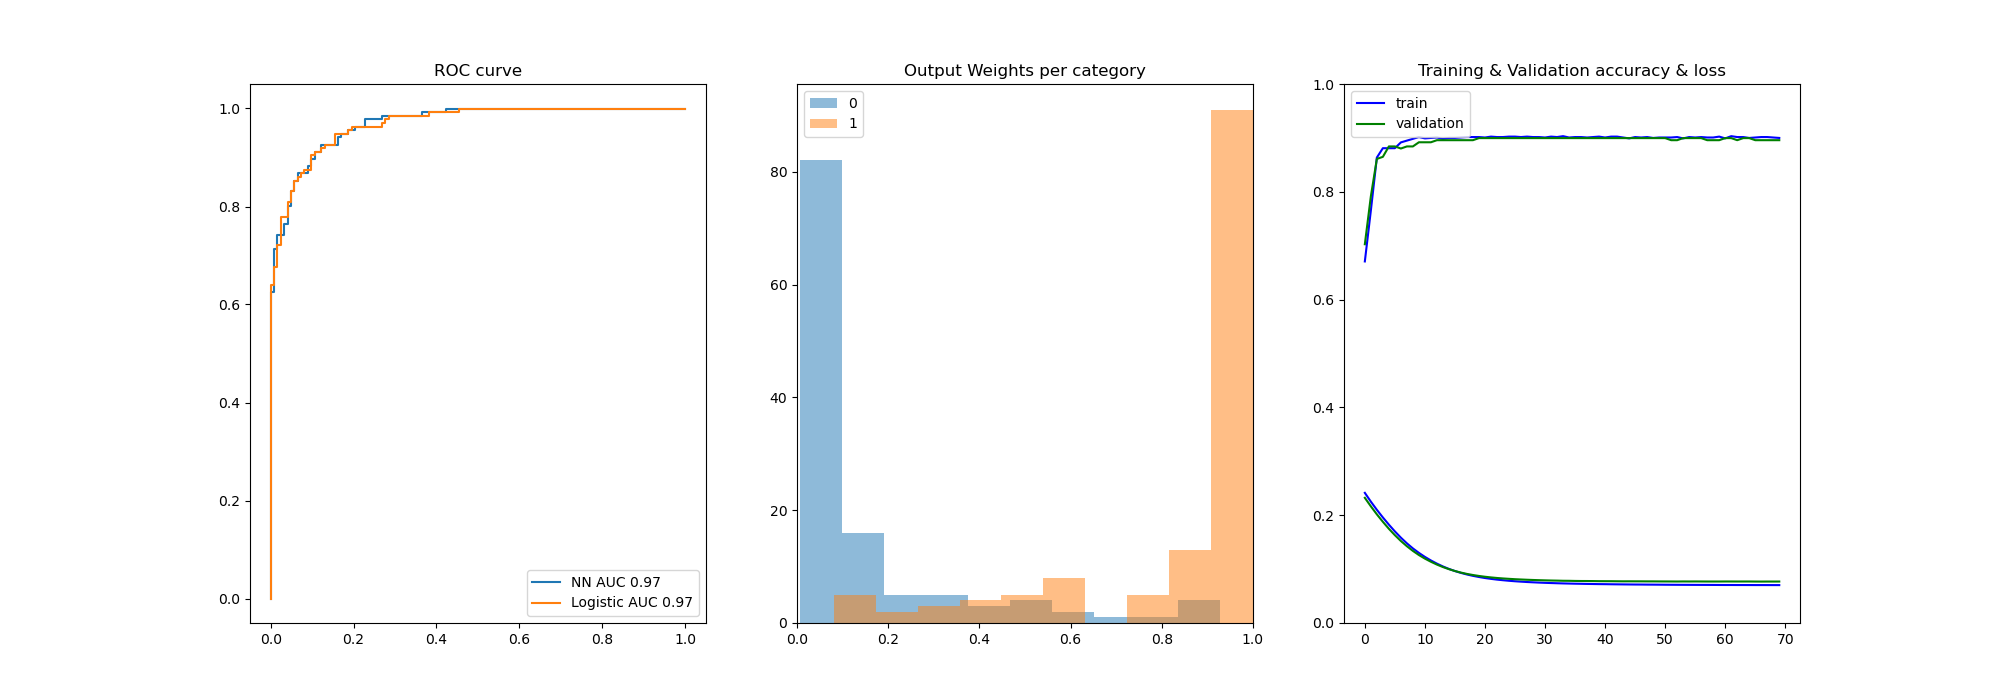 ROC curve
1.0
0.8
0.6
0.4
0.2
0.0
NN AUC 0.97
Logistic AUC 0.97
0.0 0.2 0.4 0.6 0.8 1.0
Output Weights per category
0
1
80
60
40
20
0
0.0 0.2 0.4 0.6 0.8 1.0
Training & Validation accuracy & loss
train
validation
1.0
0.8
0.6
0.4
0.2
0.0
0 10 20 30 40 50 60 70